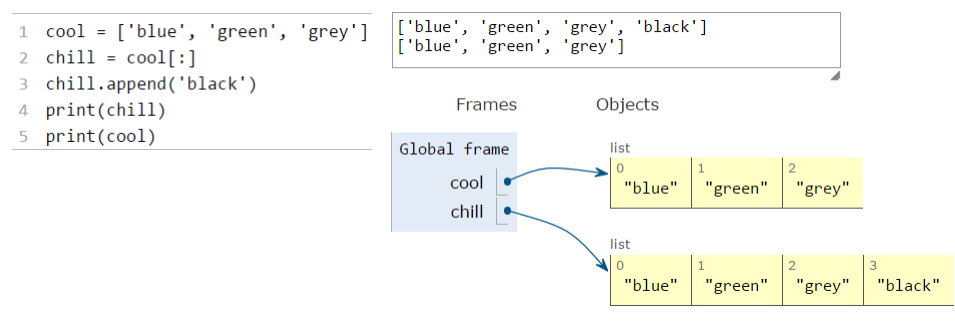 1 cool = ['blue', 'green', 'grey']
2 chill = cool[:]
3 chill.append('black')
4 print(chill)
5 print(cool)
['blue', 'green', 'grey', 'black']
['blue', 'green', 'grey']
Frames Objects
Global frame
cool
chill
list
0 1 2
"blue" "green" "grey"
list
0 1 2 3
"blue" "green" "grey" "black"